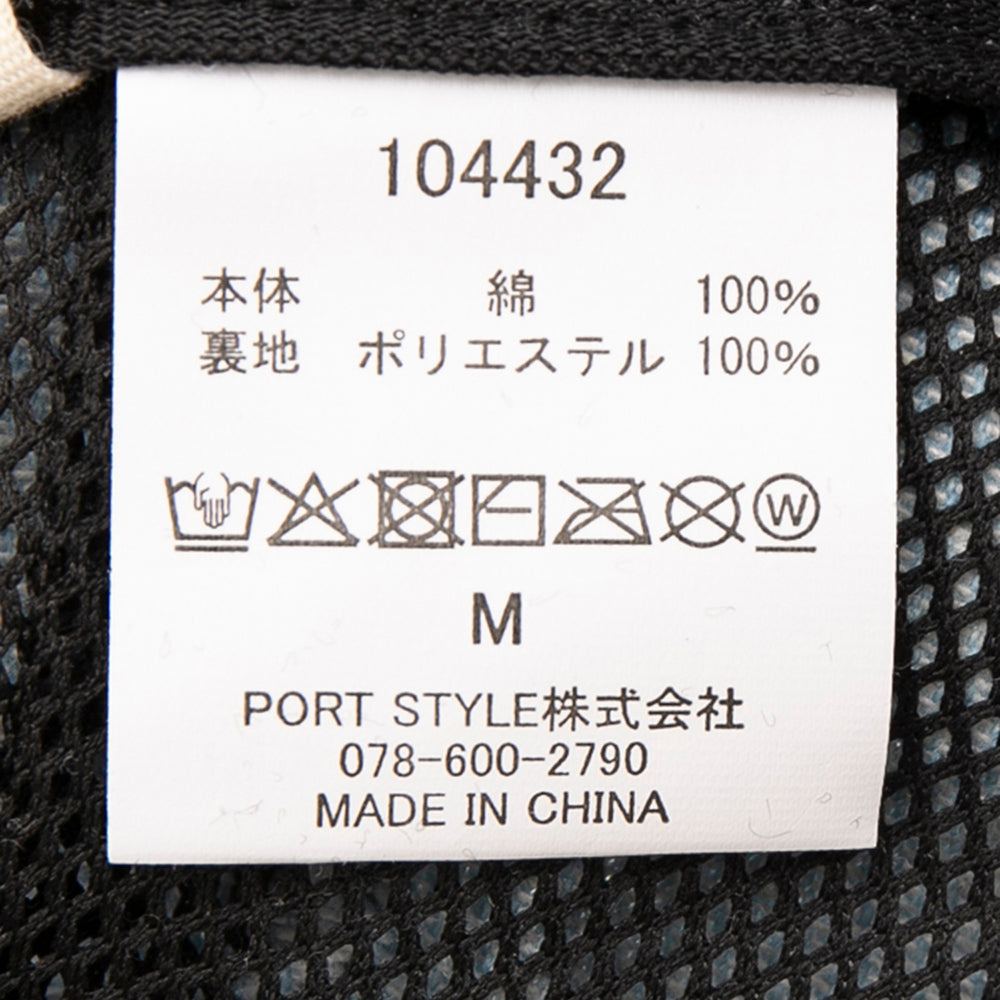 104432
本体 綿 100%
裏地 ポリエステル 100%
W
M
PORT STYLE株式会社
078-600-2790
MADE IN CHINA